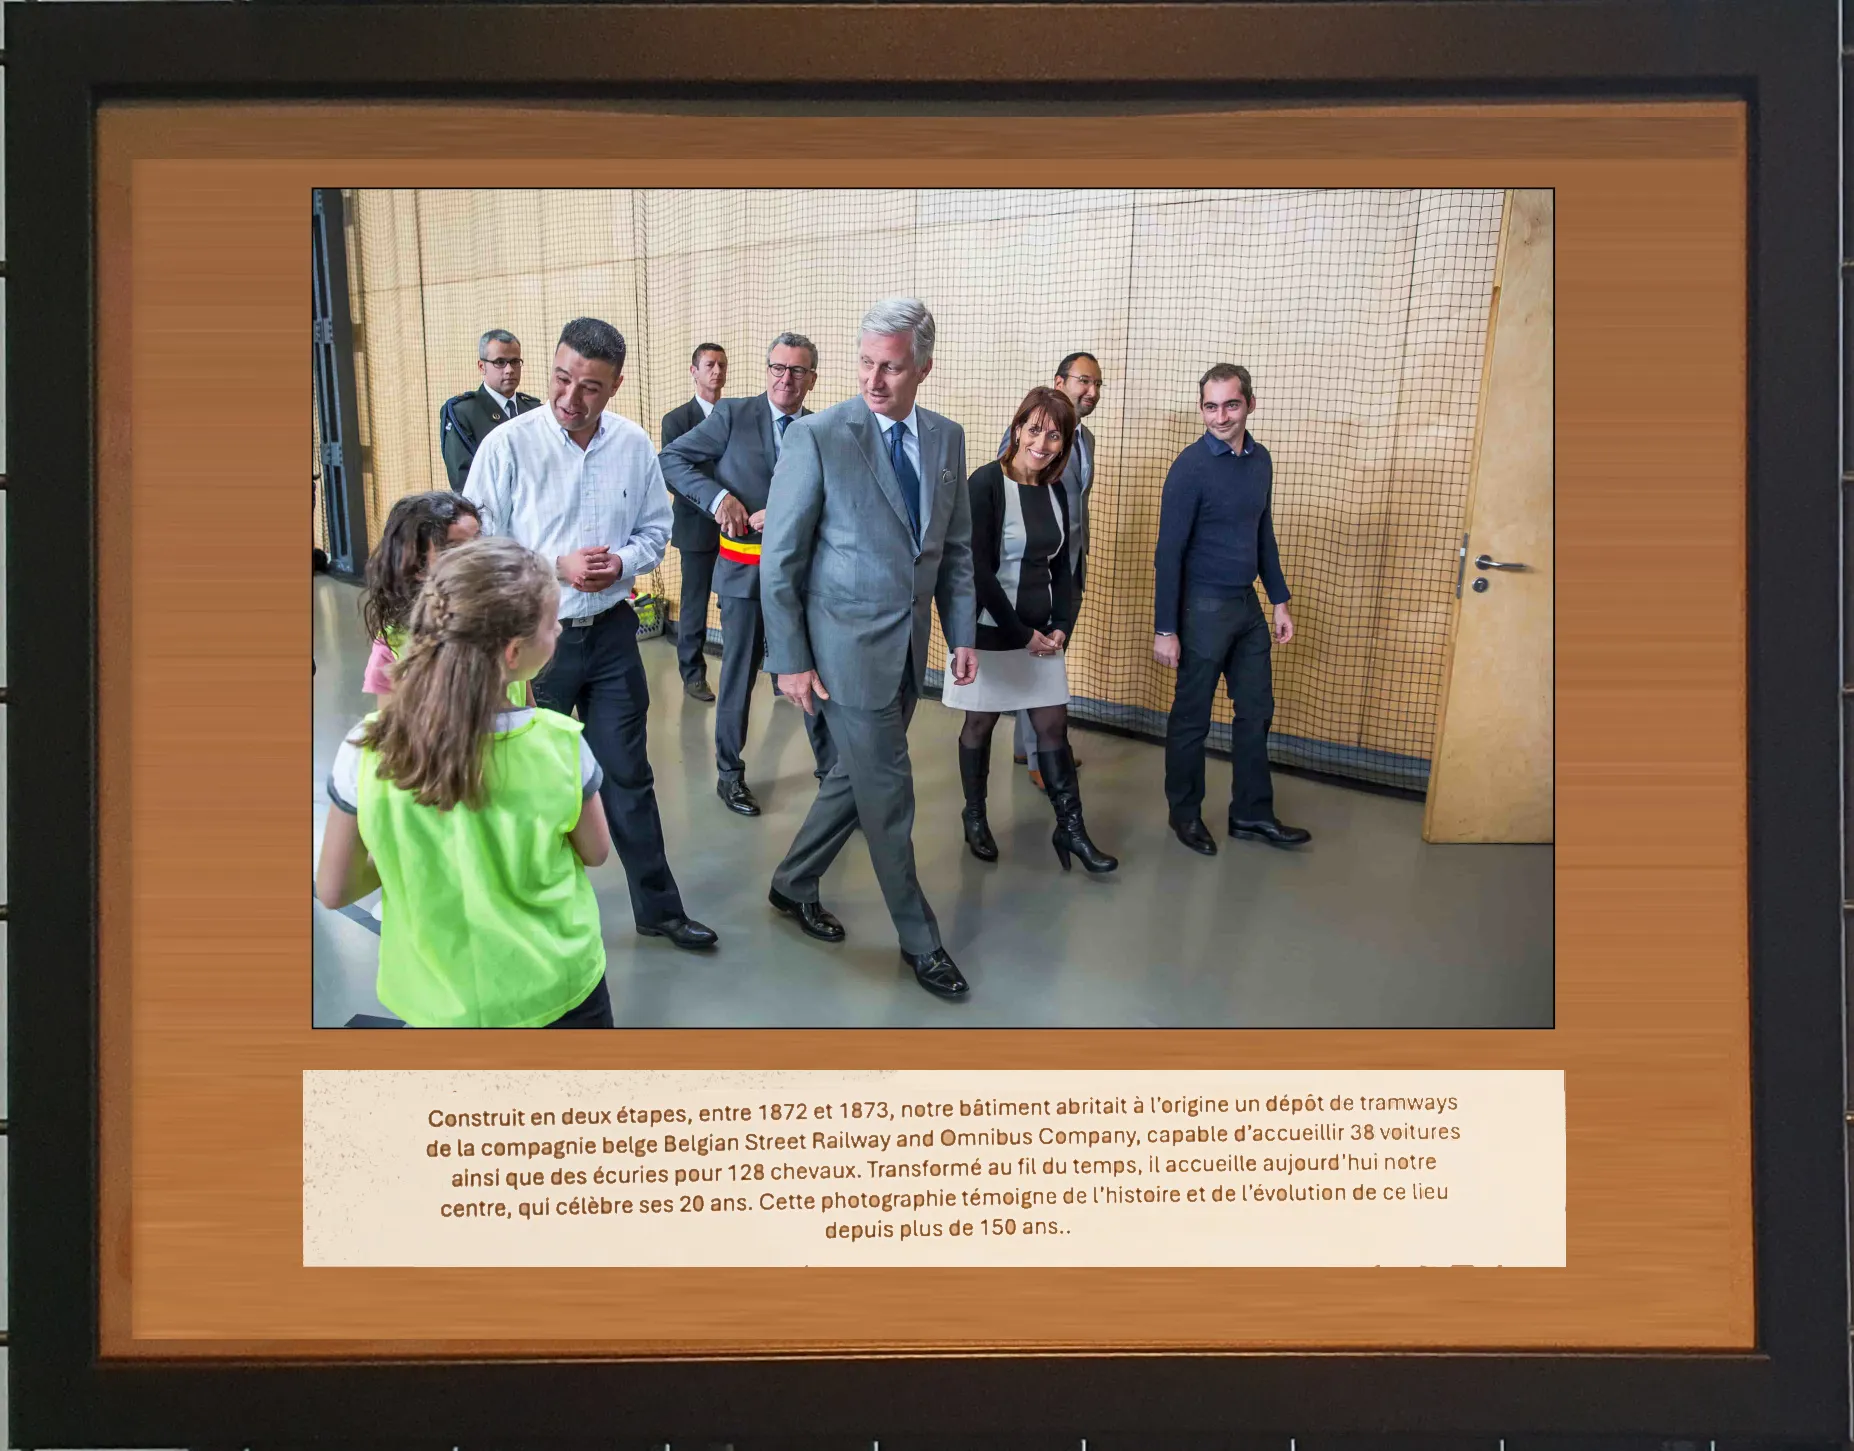 Construit en deux étapes, entre 1872 et 1873, notre bâtiment abritait à l'origine un dépôt de tramways
de la compagnie belge Belgian Street Railway and Omnibus Company, capable d'accueillir 38 voitures
ainsi que des écuries pour 128 chevaux. Transformé au fil du temps, il accueille aujourd'hui notre
centre, qui célèbre ses 20 ans. Cette photographie témoigne de l'histoire et de l'évolution de ce lieu
depuis plus de 150 ans..